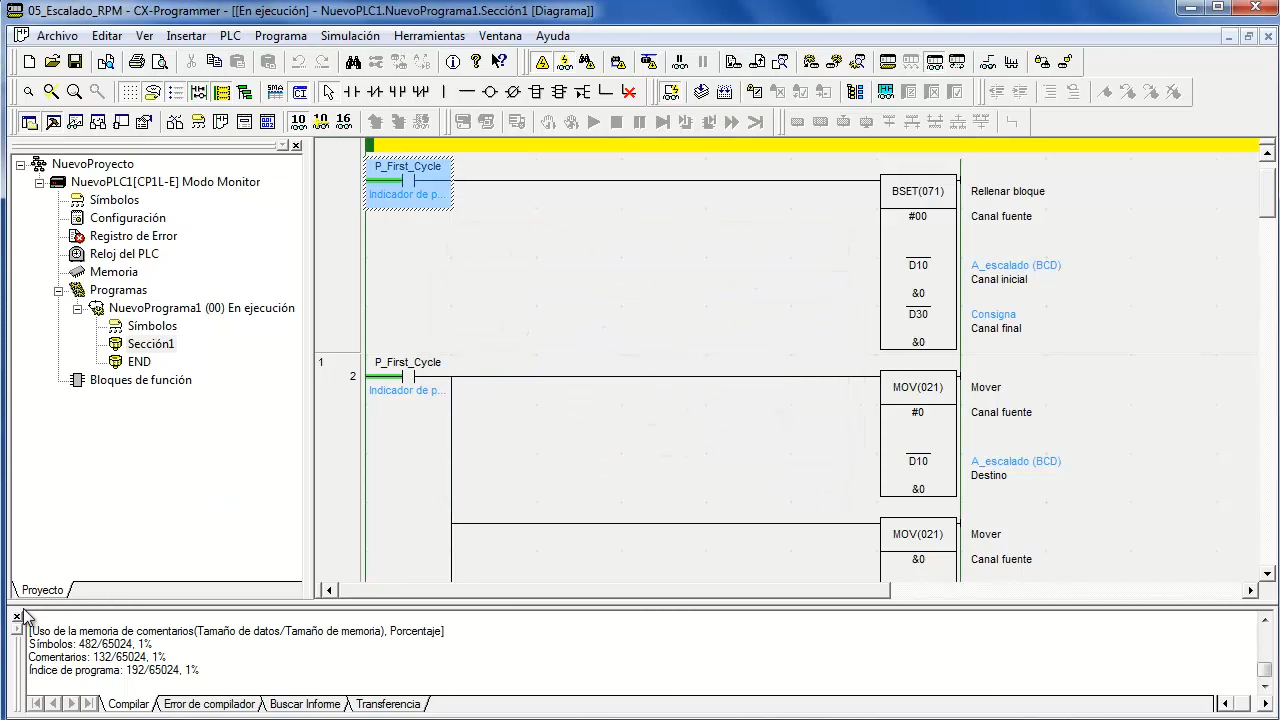 05_Escalado_RPM - CX-Programmer - [[En ejecución] - NuevoPLC1.NuevoPrograma1.Sección1 [Diagrama]]
Archivo Editar Ver Insertar PLC Programa Simulación Herramientas Ventana Ayuda
SMA
10 10 16
NuevoProyecto
NuevoPLC1[CP1L-E] Modo Monitor
Símbolos
Configuración
Registro de Error
Reloj del PLC
Memoria
Programas
NuevoPrograma1 (00) En ejecución
Símbolos
Sección1
END
Bloques de función
Proyecto
P_First_Cycle
Indicador de p...
BSET(071) Rellenar bloque
#00 Canal fuente
D10 A_escalado (BCD)
Canal inicial
&0
D30 Consigna
Canal final
&0
1
2
P_First_Cycle
Indicador de p...
MOV(021) Mover
#0 Canal fuente
D10 A_escalado (BCD)
Destino
&0
MOV(021) Mover
&0 Canal fuente
[Uso de la memoria de comentarios(Tamaño de datos/Tamaño de memoria), Porcentaje]
Símbolos: 482/65024, 1%
Comentarios: 132/65024, 1%
Índice de programa: 192/65024, 1%
Compilar Error de compilador Buscar Informe Transferencia